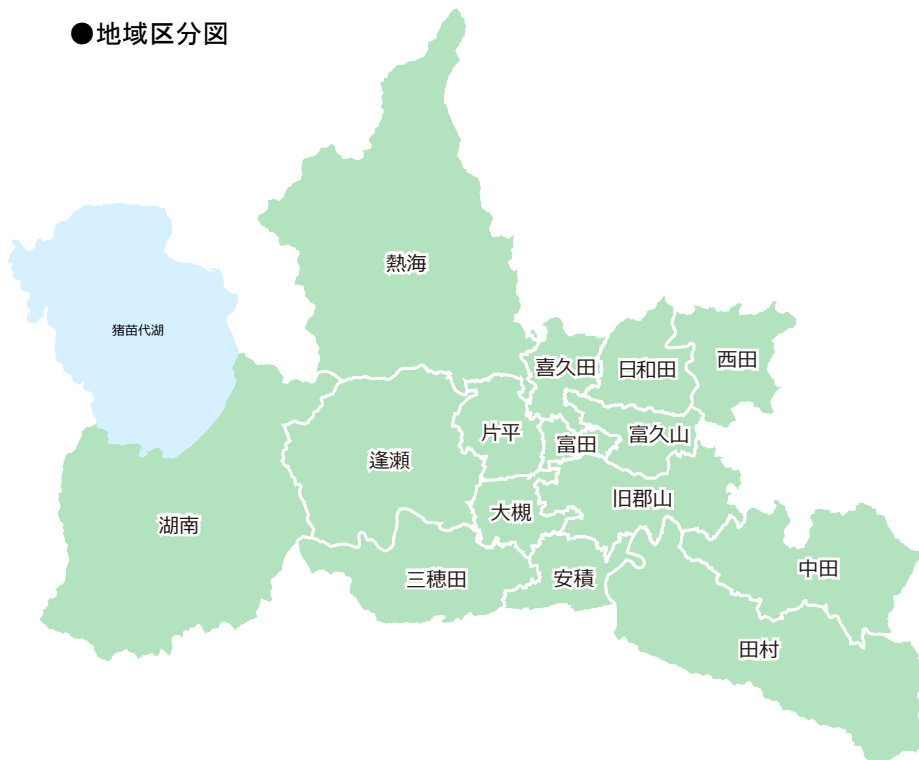 ●地域区分図
熱海
猪苗代湖
喜久田
日和田
西田
片平
富田
富久山
逢瀬
大槻
旧郡山
湖南
三穂田
安積
中田
田村